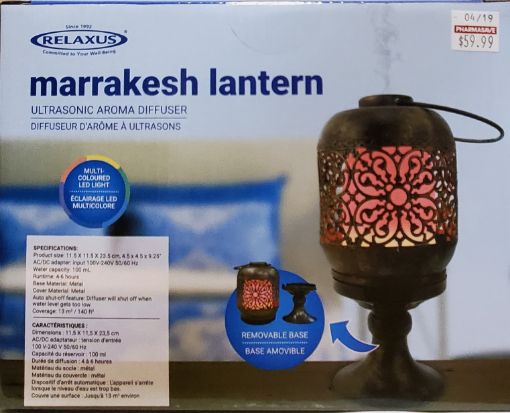 Since 1992
RELAXUS
Committed to Your Well-Being
04/19
PHARMASAVE
$59.99
marrakesh lantern
ULTRASONIC AROMA DIFFUSER
DIFFUSEUR D'ARÔME À ULTRASONS
MULTI-
COLOURED
LED LIGHT
ÉCLAIRAGE LED
MULTICOLORE
SPECIFICATIONS:
Product size: 11.5 X 11.5 X 23.5 cm, 4.5 x 4.5 x 9.25"
AC/DC adapter: input 100V-240V 50/60 Hz
Water capacity: 100 mL
Runtime: 4-6 hours
Base Material: Metal
Cover Material: Metal
Auto shut-off feature: Diffuser will shut off when
water level gets too low.
Coverage: 13 m² / 140 ft²
CARACTÉRISTIQUES :
Dimensions : 11,5 X 11,5 X 23,5 cm
AC/DC adaptateur : tension d'entrée
100 V-240 V 50/60 Hz
Capacité du réservoir : 100 ml
Durée de diffusion : 4 à 6 heures
Matériau du socle : métal
Matériau du couvercle : métal
Dispositif d'arrêt automatique : L'appareil s'arrête
lorsque le niveau d'eau est trop bas.
Couvre une surface : Jusqu'à 13 m² environ
REMOVABLE BASE
BASE AMOVIBLE